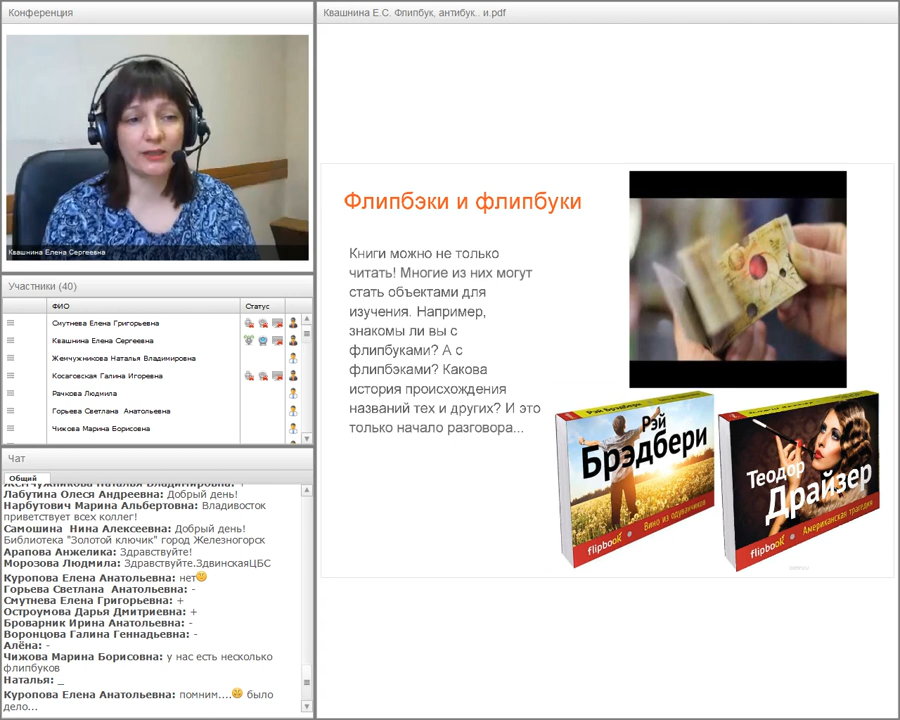 Конференция
Квашнина Елена Сергеевна
Участники (40)
ФИО
Статус
Смутнева Елена Григорьевна
Квашнина Елена Сергеевна
Жемчужникова Наталья Владимировна
Косаговская Галина Игоревна
Рачкова Людмила
Горьева Светлана Анатольевна
Чижова Марина Борисовна
Чат
Общий
Жемчужникова Наталья Владимировна: +
Лабутина Олеся Андреевна: Добрый день!
Нарбутович Марина Альбертовна: Владивосток
приветствует всех коллег!
Самошина Нина Алексеевна: Добрый день!
Библиотека "Золотой ключик" город Железногорск
Арапова Анжелика: Здравствуйте!
Морозова Людмила: Здравствуйте.ЗдвинскаяЦБС
Куропова Елена Анатольевна: нет
Горьева Светлана Анатольевна: -
Смутнева Елена Григорьевна: +
Остроумова Дарья Дмитриевна: +
Броварник Ирина Анатольевна: -
Воронцова Галина Геннадьевна: -
Алёна: -
Чижова Марина Борисовна: у нас есть несколько
флипбуков
Наталья: _
Куропова Елена Анатольевна: помним.... было
дело...
Квашнина Е.С. Флипбук, антибук.. и.pdf
Флипбэки и флипбуки
Книги можно не только
читать! Многие из них могут
стать объектами для
изучения. Например,
знакомы ли вы с
флипбуками? А с
флипбэками? Какова
история происхождения
названий тех и других? И это
только начало разговора...
Рэй Брэдбери
Рэй
Брэдбери
Вино из одуванчиков
flipbook
Теодор
Драйзер
Американская трагедия
flipbook